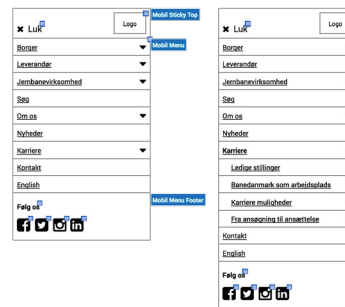 Mobil Sticky Top
✖ Luk
Logo
Mobil Menu
Borger
Leverandør
Jernbanevirksomhed
Søg
Om os
Nyheder
Karriere
Kontakt
English
Mobil Menu Footer
Følg os
✖ Luk
Logo
Borger
Leverandør
Jernbanevirksomhed
Søg
Om os
Nyheder
Karriere
Ledige stillinger
Banedanmark som arbejdsplads
Karriere muligheder
Fra ansøgning til ansættelse
Kontakt
English
Følg os